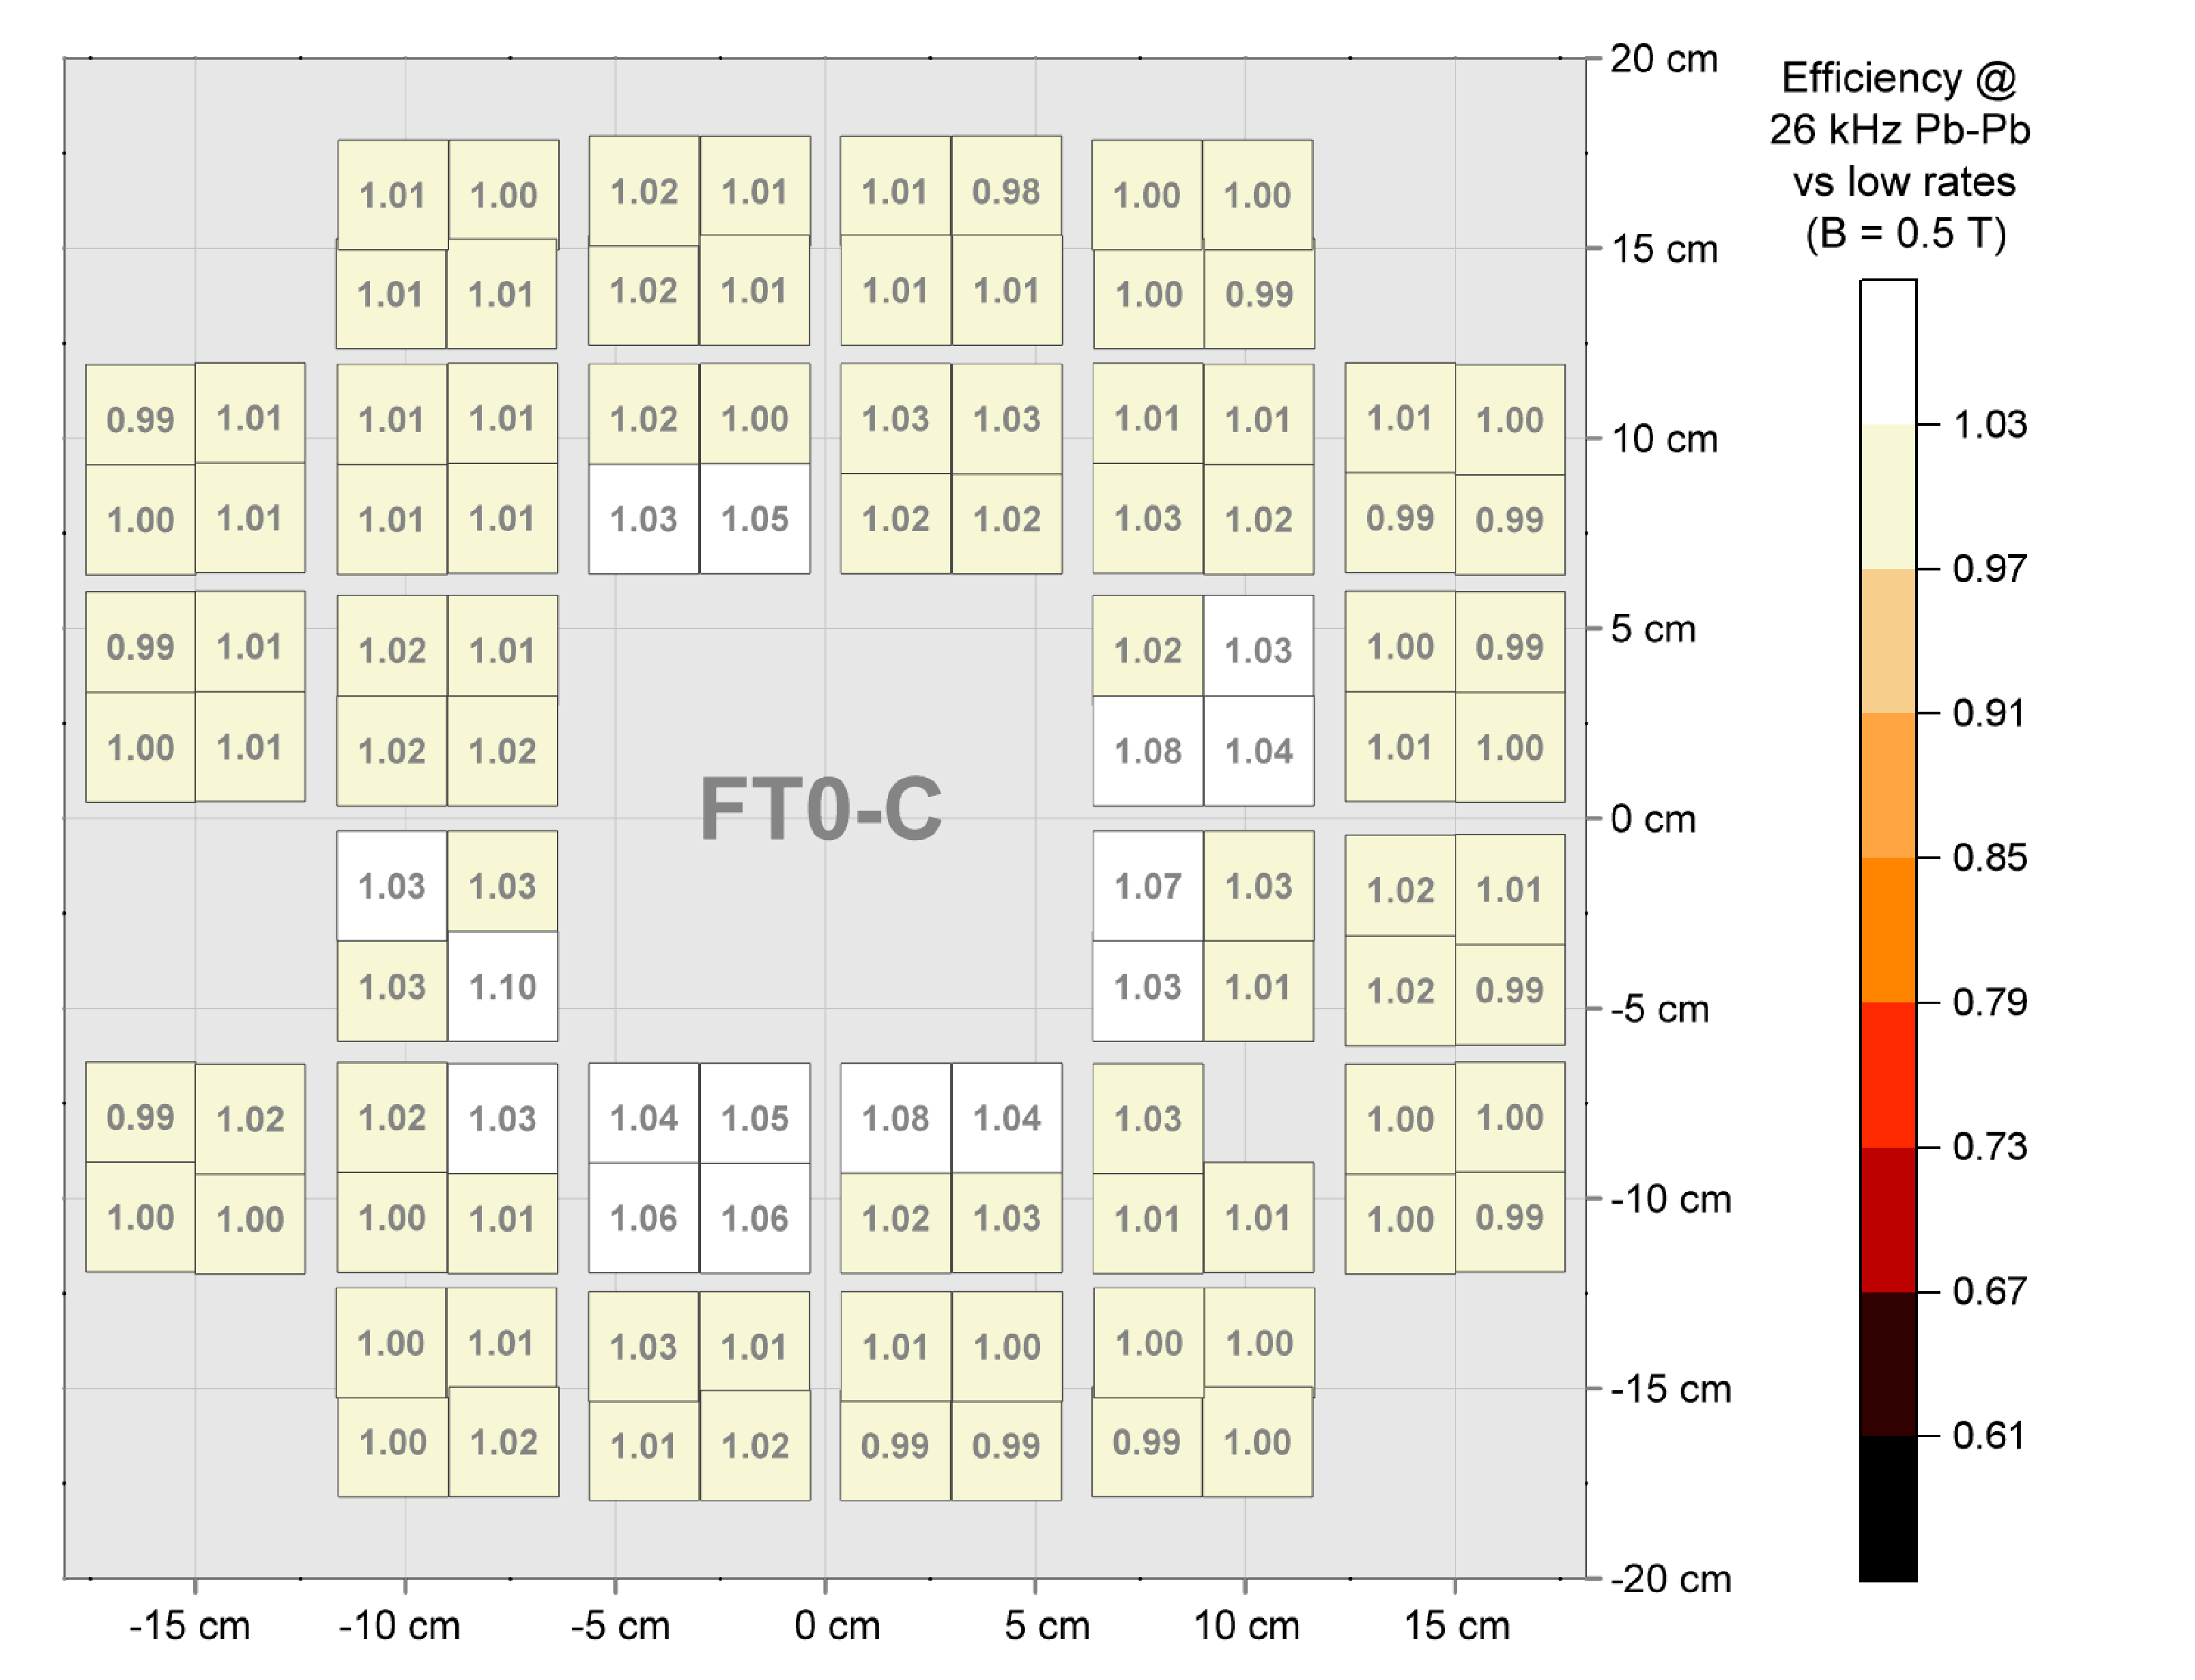 20 cm
Efficiency @
26 kHz Pb-Pb
vs low rates
(B = 0.5 T)
1.01 1.00 1.02 1.01 1.01 0.98 1.00 1.00
15 cm
1.01 1.01 1.02 1.01 1.01 1.01 1.00 0.99
0.99 1.01 1.01 1.01 1.02 1.00 1.03 1.03 1.01 1.01 1.01 1.00
1.03
10 cm
1.00 1.01 1.01 1.01 1.03 1.05 1.02 1.02 1.03 1.02 0.99 0.99
0.97
5 cm
0.99 1.01 1.02 1.01 1.02 1.03 1.00 0.99
0.91
1.00 1.01 1.02 1.02 1.08 1.04 1.01 1.00
FT0-C
0 cm
0.85
1.03 1.03 1.07 1.03 1.02 1.01
1.03 1.10 1.03 1.01 1.02 0.99
0.79
-5 cm
0.99 1.02 1.02 1.03 1.04 1.05 1.08 1.04 1.03 1.00 1.00
0.73
-10 cm
1.00 1.00 1.00 1.01 1.06 1.06 1.02 1.03 1.01 1.01 1.00 0.99
0.67
1.00 1.01 1.03 1.01 1.01 1.00 1.00 1.00
-15 cm
0.61
1.00 1.02 1.01 1.02 0.99 0.99 0.99 1.00
-20 cm
-15 cm -10 cm -5 cm 0 cm 5 cm 10 cm 15 cm